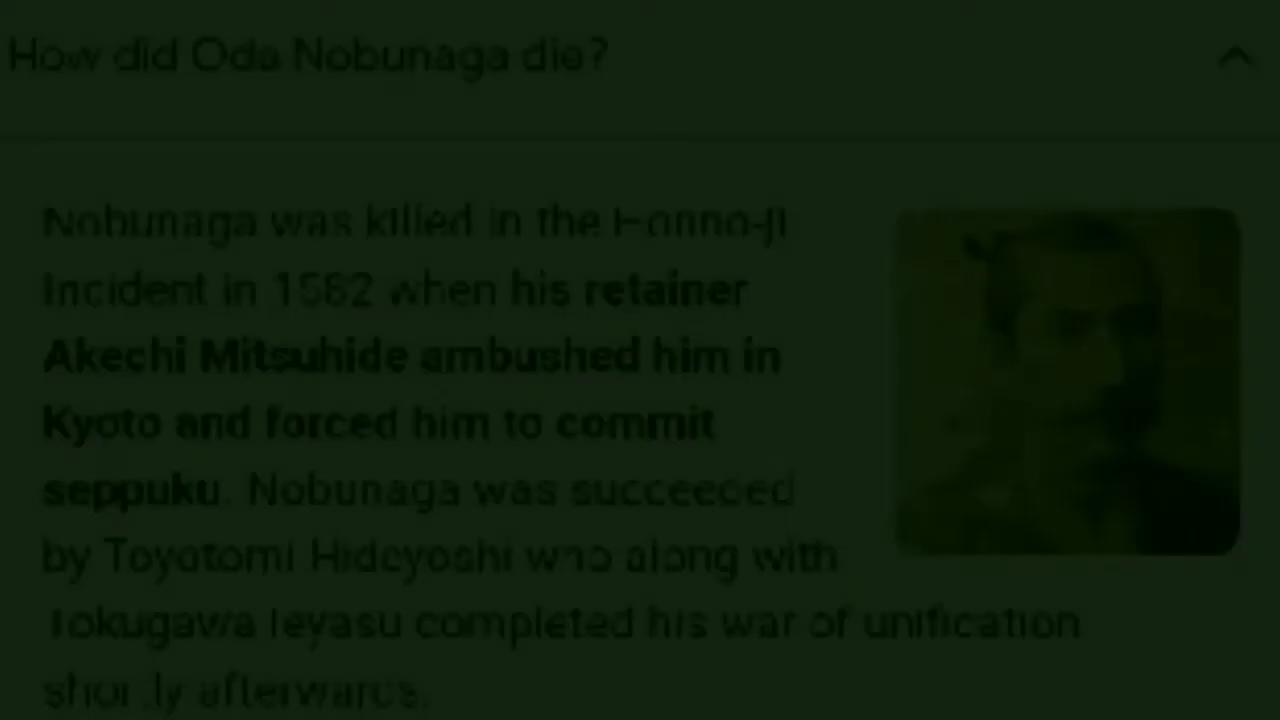 How did Oda Nobunaga die?
Nobunaga was killed in the Honno-ji
Incident in 1582 when his retainer
Akechi Mitsuhide ambushed him in
Kyoto and forced him to commit
seppuku. Nobunaga was succeeded
by Toyotomi Hideyoshi who along with
Tokugawa Ieyasu completed his war of unification
shortly afterwards.